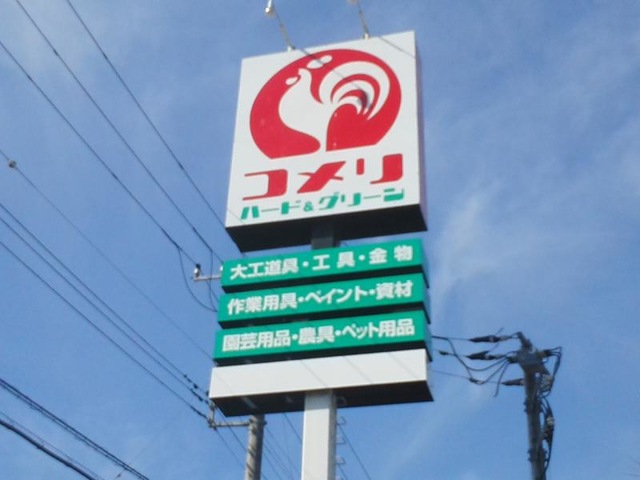 コメリ
ハード&グリーン
大工道具・工具・金物
作業用具・ペイント・資材
園芸用品・農具・ペット用品